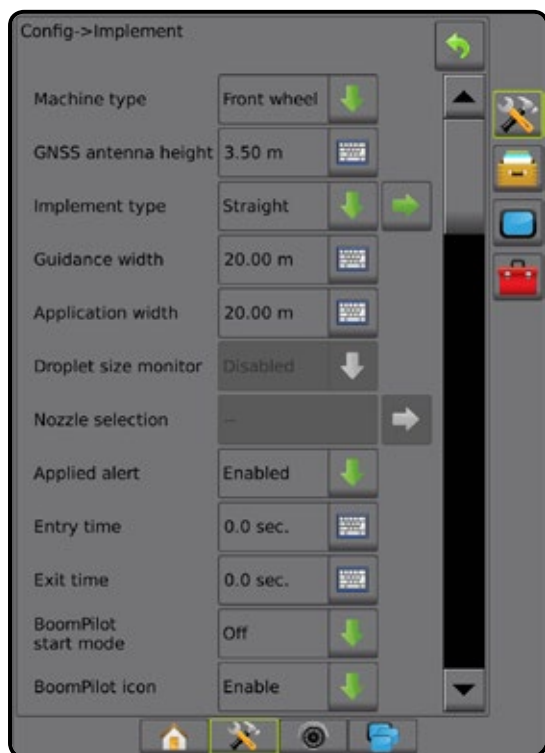 Config->Implement
Machine type Front wheel
GNSS antenna height 3.50 m
Implement type Straight
Guidance width 20.00 m
Application width 20.00 m
Droplet size monitor Disabled
Nozzle selection --
Applied alert Enabled
Entry time 0.0 sec.
Exit time 0.0 sec.
BoomPilot
start mode Off
BoomPilot icon Enable